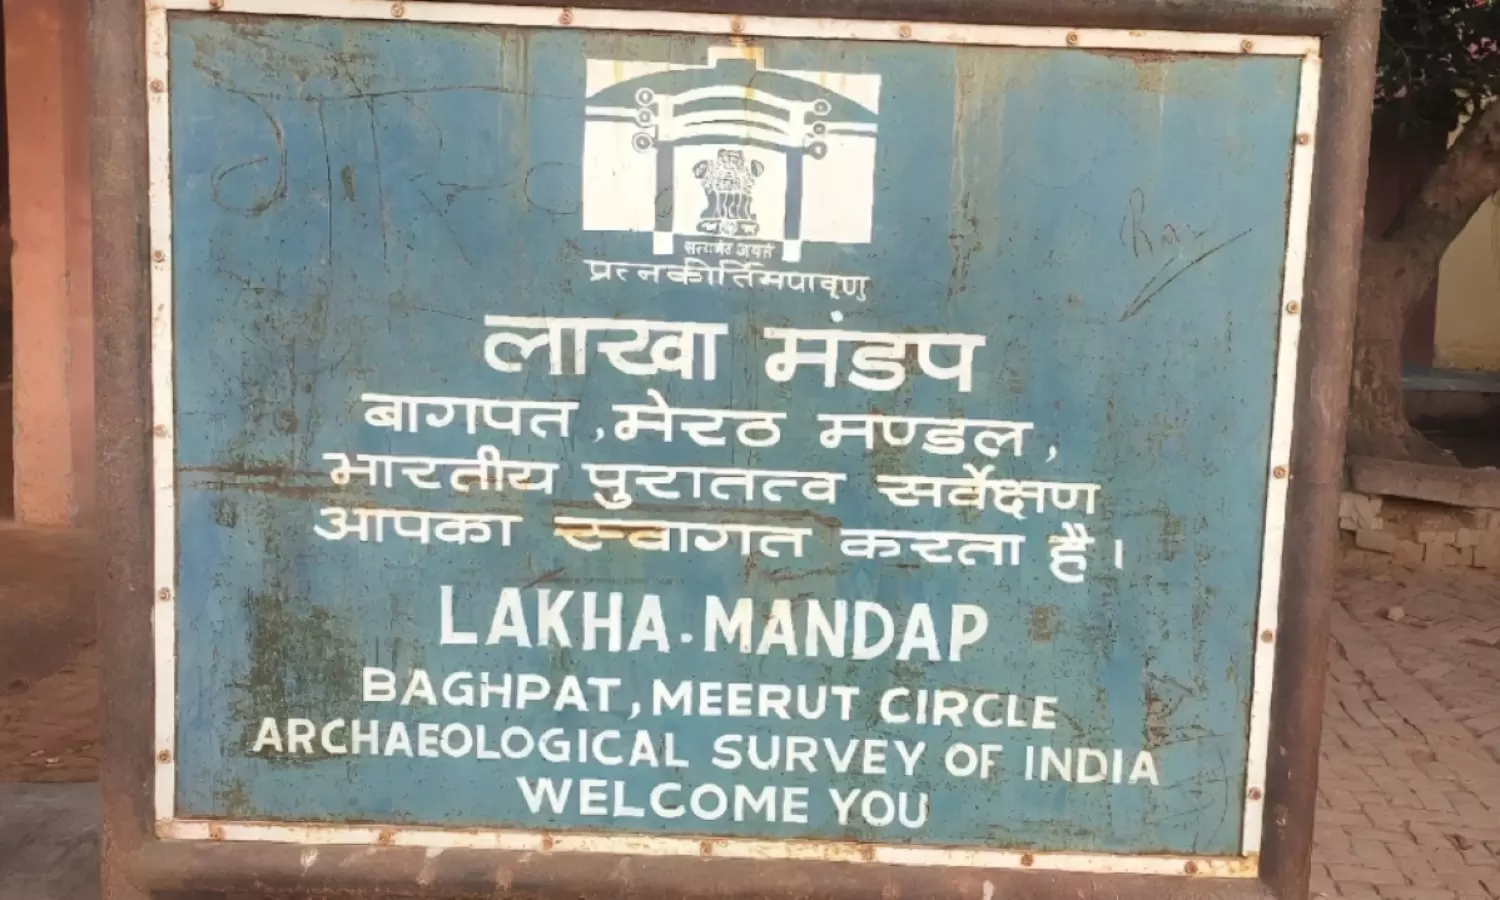 सत्यमेव जयते
प्रत्नकीर्तिमपावृणु
लाखा मंडप
बागपत, मेरठ मण्डल,
भारतीय पुरातत्व सर्वेक्षण
आपका स्वागत करता है।
LAKHA-MANDAP
BAGHPAT, MEERUT CIRCLE
ARCHAEOLOGICAL SURVEY OF INDIA
WELCOME YOU